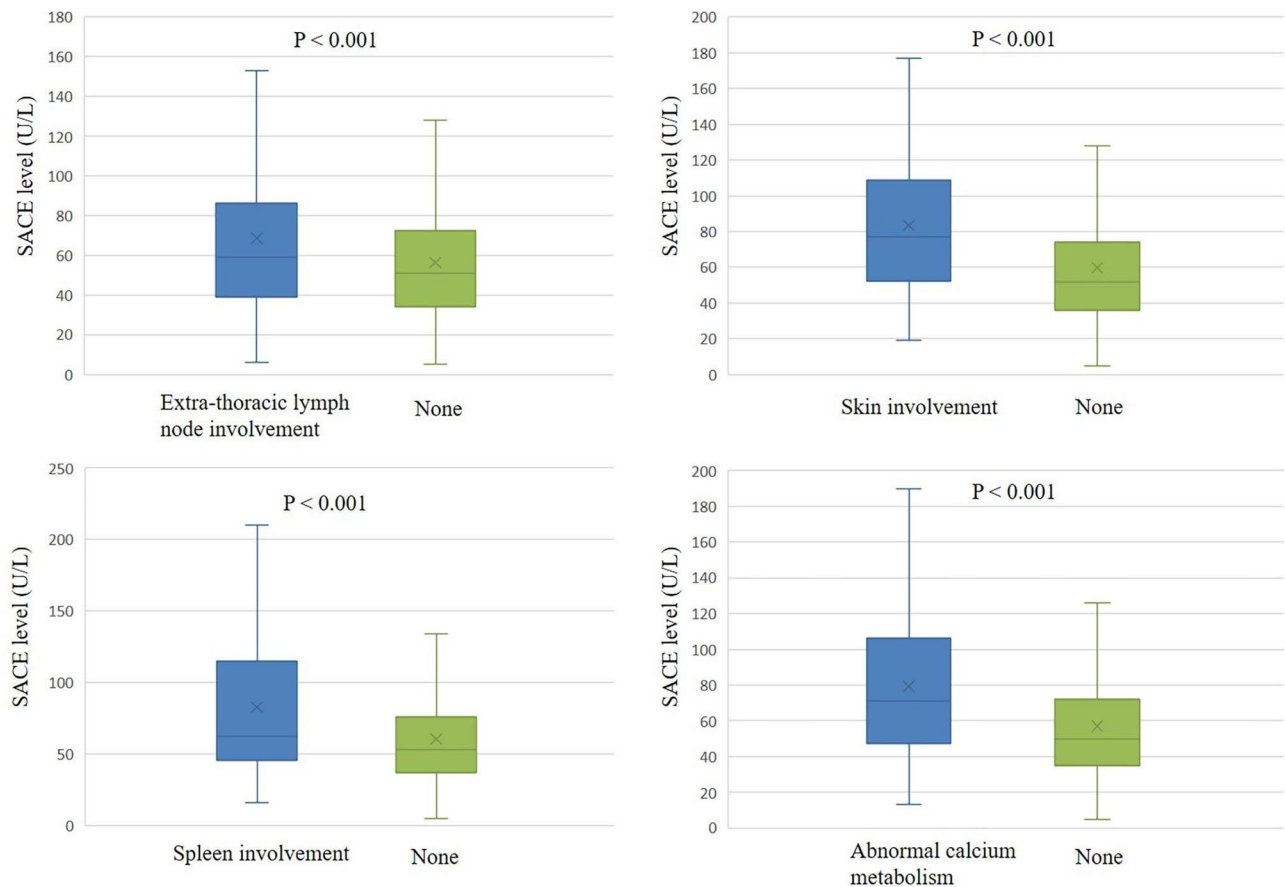 180
160
140
120
100
80
60
40
20
0
SACE level (U/L)
P < 0.001
Extra-thoracic lymph
node involvement
None
200
180
160
140
120
100
80
60
40
20
0
SACE level (U/L)
P < 0.001
Skin involvement
None
250
200
150
100
50
0
SACE level (U/L)
P < 0.001
Spleen involvement
None
200
180
160
140
120
100
80
60
40
20
0
SACE level (U/L)
P < 0.001
Abnormal calcium
metabolism
None